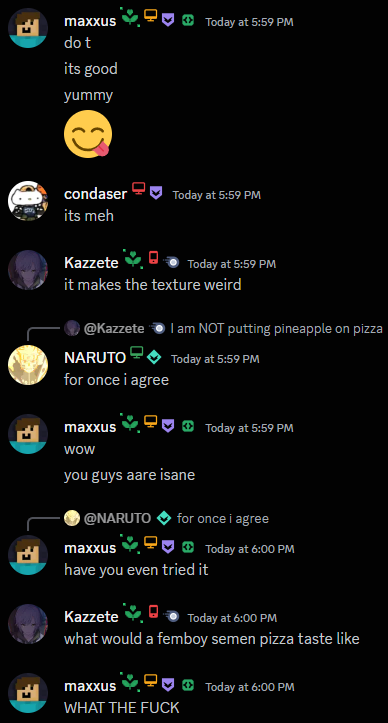 maxxus Today at 5:59 PM
do t
its good
yummy
condaser Today at 5:59 PM
its meh
Kazzete Today at 5:59 PM
it makes the texture weird
@Kazzete I am NOT putting pineapple on pizza
NARUTO Today at 5:59 PM
for once i agree
maxxus Today at 5:59 PM
wow
you guys aare isane
@NARUTO for once i agree
maxxus Today at 6:00 PM
have you even tried it
Kazzete Today at 6:00 PM
what would a femboy semen pizza taste like
maxxus Today at 6:00 PM
WHAT THE FUCK